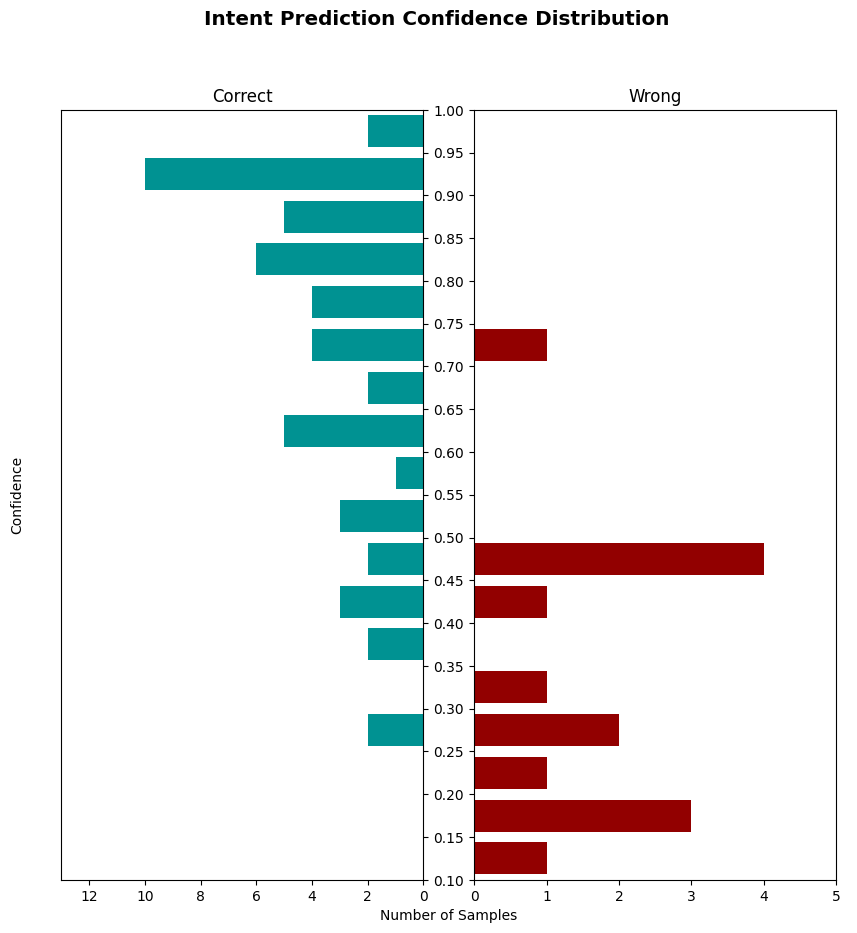 Intent Prediction Confidence Distribution
Correct
Wrong
1.00
0.95
0.90
0.85
0.80
0.75
0.70
0.65
0.60
0.55
0.50
0.45
0.40
0.35
0.30
0.25
0.20
0.15
0.10
Confidence
12 10 8 6 4 2 0
0 1 2 3 4 5
Number of Samples